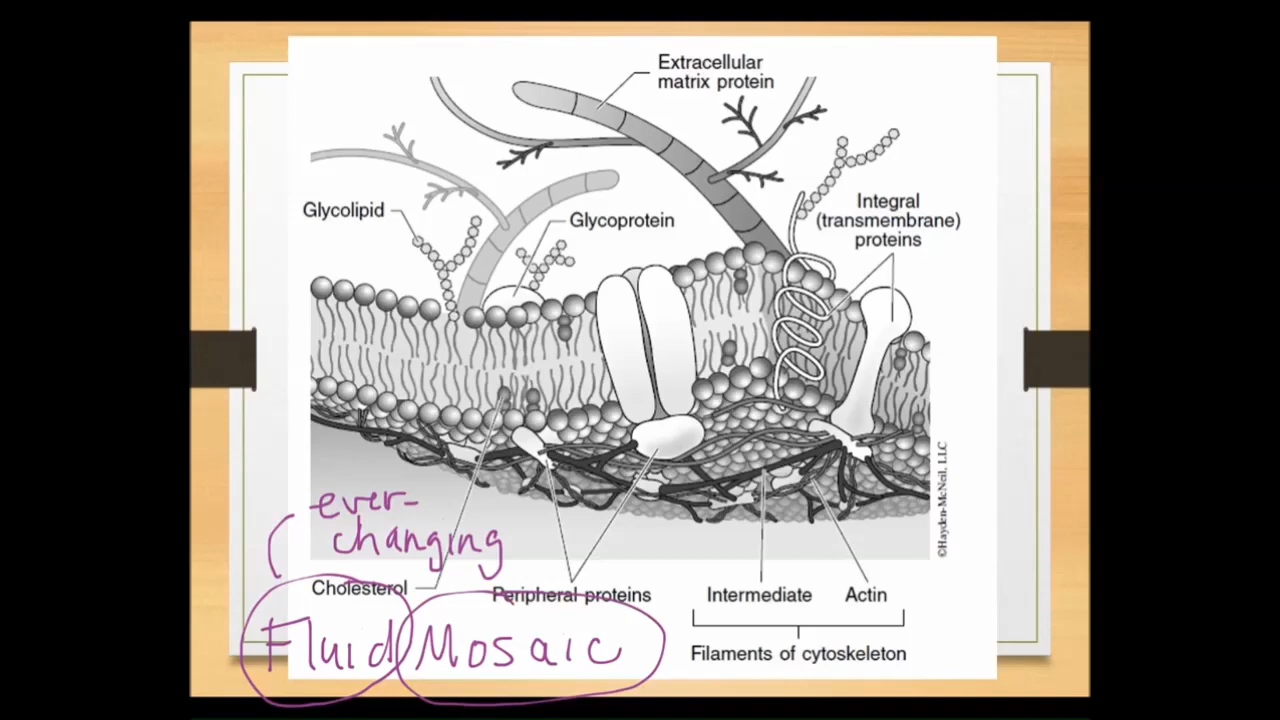 Extracellular
matrix protein
Glycolipid
Glycoprotein
Integral
(transmembrane)
proteins
ever-
changing
Cholesterol
Peripheral proteins
Intermediate
Actin
Filaments of cytoskeleton
Fluid Mosaic
©Hayden-McNeil, LLC